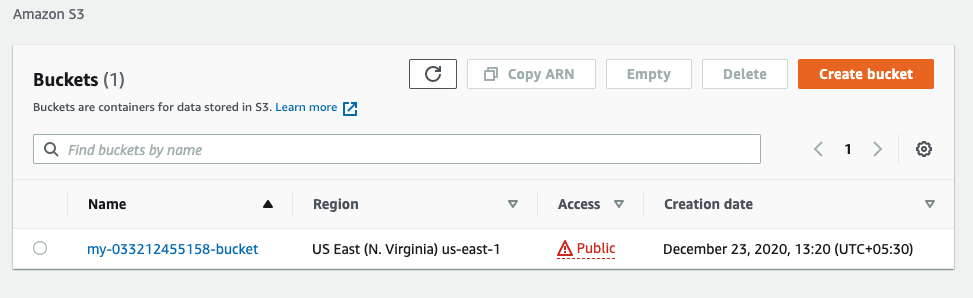 Amazon S3
Buckets (1)
Copy ARN
Empty
Delete
Create bucket
Buckets are containers for data stored in S3. Learn more
Find buckets by name
1
Name Region Access Creation date
my-033212455158-bucket US East (N. Virginia) us-east-1 Public December 23, 2020, 13:20 (UTC+05:30)